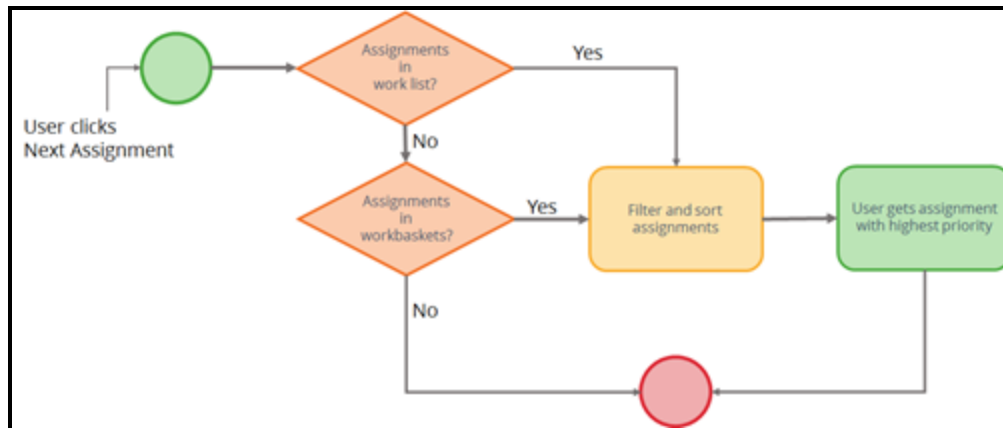 Assignments
in
work list?
Yes
User clicks
Next Assignment
No
Assignments
in
workbaskets?
Yes
Filter and sort
assignments
User gets assignment
with highest priority
No